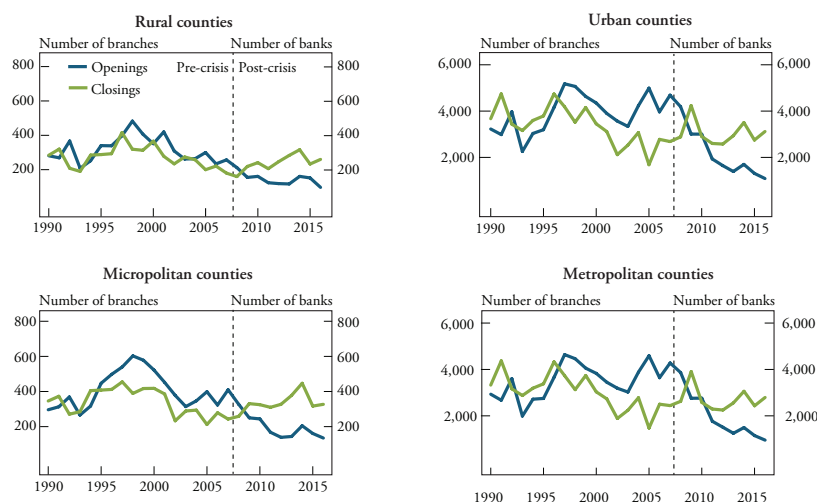 Rural counties
Number of branches Number of banks
800 800
Openings Pre-crisis Post-crisis
Closings
600 600
400 400
200 200
1990 1995 2000 2005 2010 2015
Urban counties
Number of branches Number of banks
6,000 6,000
4,000 4,000
2,000 2,000
1990 1995 2000 2005 2010 2015
Micropolitan counties
Number of branches Number of banks
800 800
600 600
400 400
200 200
1990 1995 2000 2005 2010 2015
Metropolitan counties
Number of branches Number of banks
6,000 6,000
4,000 4,000
2,000 2,000
1990 1995 2000 2005 2010 2015